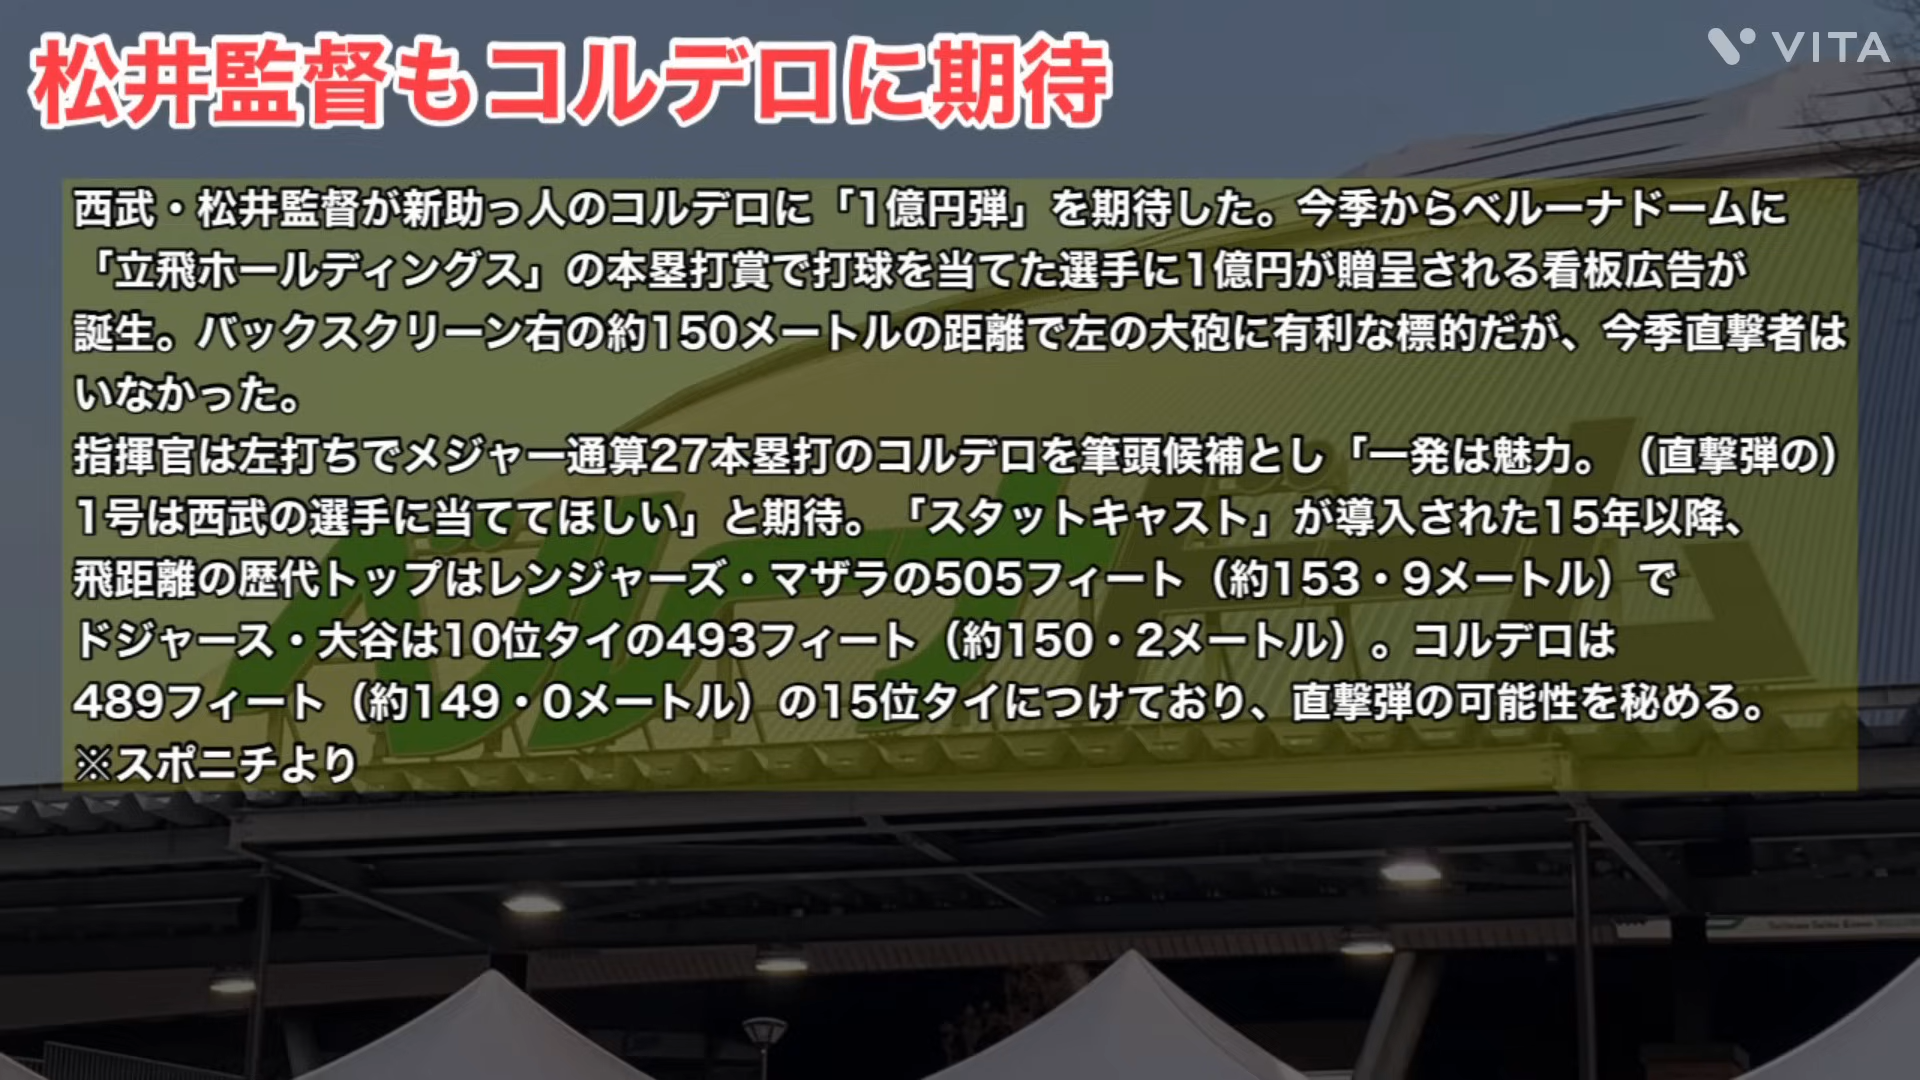 松井監督もコルデロに期待
VITA
西武・松井監督が新助っ人のコルデロに「1億円弾」を期待した。今季からベルーナドームに
「立飛ホールディングス」の本塁打賞で打球を当てた選手に1億円が贈呈される看板広告が
誕生。バックスクリーン右の約150メートルの距離で左の大砲に有利な標的だが、今季直撃者は
いなかった。
指揮官は左打ちでメジャー通算27本塁打のコルデロを筆頭候補とし「一発は魅力。（直撃弾の）
1号は西武の選手に当ててほしい」と期待。「スタットキャスト」が導入された15年以降、
飛距離の歴代トップはレンジャーズ・マザラの505フィート（約153・9メートル）で
ドジャース・大谷は10位タイの493フィート（約150・2メートル）。コルデロは
489フィート（約149・0メートル）の15位タイにつけており、直撃弾の可能性を秘める。
※スポニチより
ベルーナドーム